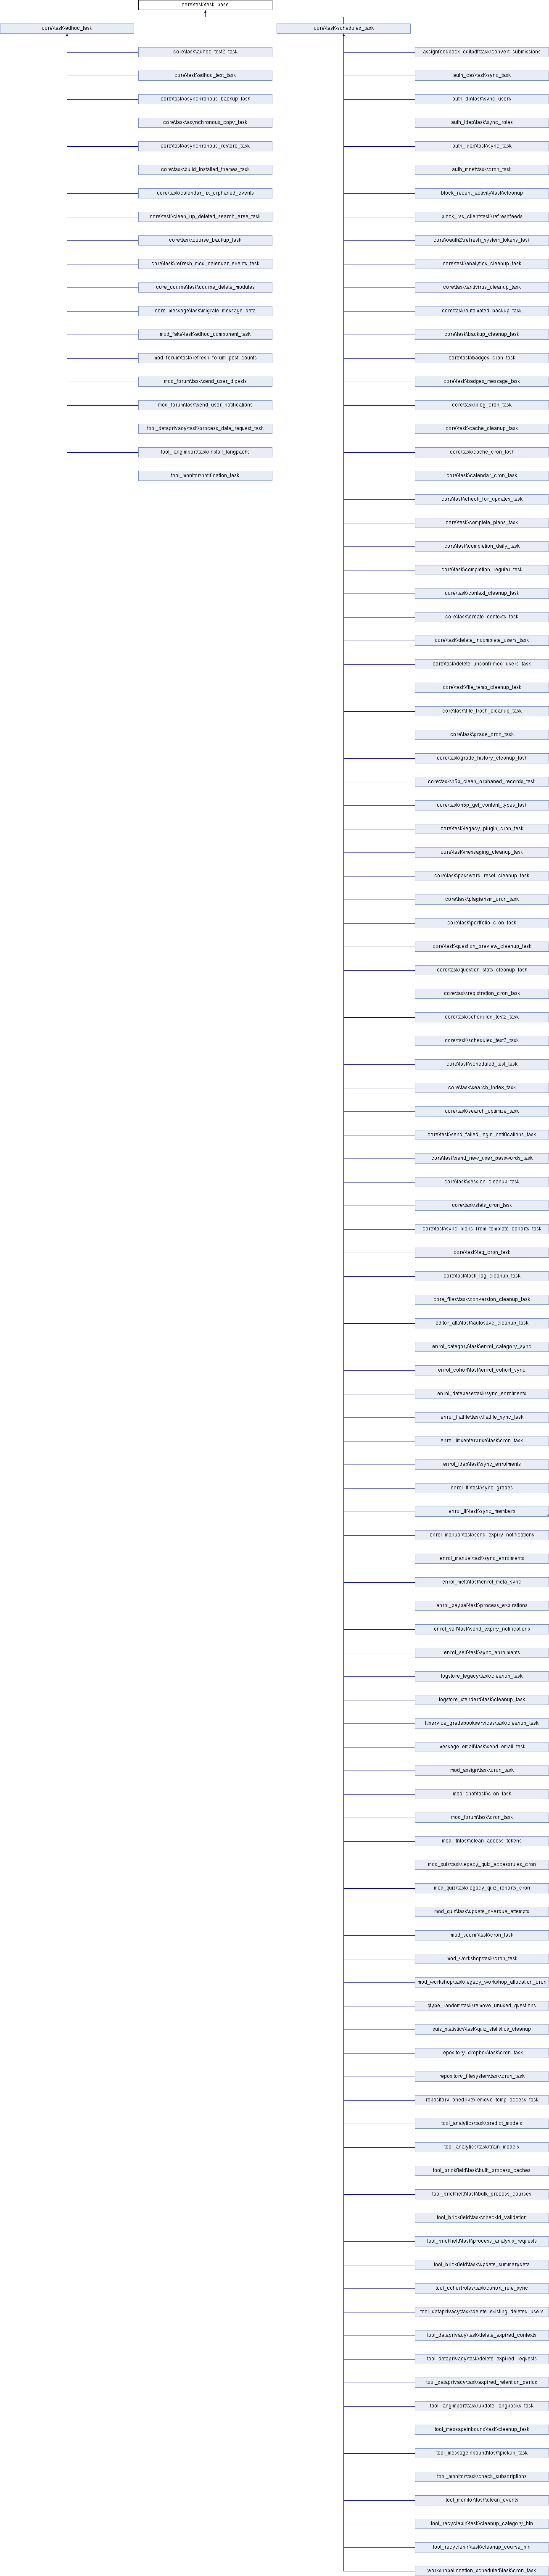 core\task\task_base
core\task\adhoc_task
core\task\scheduled_task
core\task\adhoc_test2_task
core\task\adhoc_test_task
core\task\asynchronous_backup_task
core\task\asynchronous_copy_task
core\task\asynchronous_restore_task
core\task\build_installed_themes_task
core\task\calendar_fix_orphaned_events
core\task\clean_up_deleted_search_area_task
core\task\course_backup_task
core\task\refresh_mod_calendar_events_task
core_course\task\course_delete_modules
core_message\task\migrate_message_data
mod_fake\task\adhoc_component_task
mod_forum\task\refresh_forum_post_counts
mod_forum\task\send_user_digests
mod_forum\task\send_user_notifications
tool_dataprivacy\task\process_data_request_task
tool_langimport\task\install_langpacks
tool_monitor\notification_task
assignfeedback_editpdf\task\convert_submissions
auth_cas\task\sync_task
auth_db\task\sync_users
auth_ldap\task\sync_roles
auth_ldap\task\sync_task
auth_mnet\task\cron_task
block_recent_activity\task\cleanup
block_rss_client\task\refreshfeeds
core\oauth2\refresh_system_tokens_task
core\task\analytics_cleanup_task
core\task\antivirus_cleanup_task
core\task\automated_backup_task
core\task\backup_cleanup_task
core\task\badges_cron_task
core\task\badges_message_task
core\task\blog_cron_task
core\task\cache_cleanup_task
core\task\cache_cron_task
core\task\calendar_cron_task
core\task\check_for_updates_task
core\task\complete_plans_task
core\task\completion_daily_task
core\task\completion_regular_task
core\task\context_cleanup_task
core\task\create_contexts_task
core\task\delete_incomplete_users_task
core\task\delete_unconfirmed_users_task
core\task\file_temp_cleanup_task
core\task\file_trash_cleanup_task
core\task\grade_cron_task
core\task\grade_history_cleanup_task
core\task\h5p_clean_orphaned_records_task
core\task\h5p_get_content_types_task
core\task\legacy_plugin_cron_task
core\task\messaging_cleanup_task
core\task\password_reset_cleanup_task
core\task\plagiarism_cron_task
core\task\portfolio_cron_task
core\task\question_preview_cleanup_task
core\task\question_stats_cleanup_task
core\task\registration_cron_task
core\task\scheduled_test2_task
core\task\scheduled_test3_task
core\task\scheduled_test_task
core\task\search_index_task
core\task\search_optimize_task
core\task\send_failed_login_notifications_task
core\task\send_new_user_passwords_task
core\task\session_cleanup_task
core\task\stats_cron_task
core\task\sync_plans_from_template_cohorts_task
core\task\tag_cron_task
core\task\task_log_cleanup_task
core_files\task\conversion_cleanup_task
editor_atto\task\autosave_cleanup_task
enrol_category\task\enrol_category_sync
enrol_cohort\task\enrol_cohort_sync
enrol_database\task\sync_enrolments
enrol_flatfile\task\flatfile_sync_task
enrol_imsenterprise\task\cron_task
enrol_ldap\task\sync_enrolments
enrol_lti\task\sync_grades
enrol_lti\task\sync_members
enrol_manual\task\send_expiry_notifications
enrol_manual\task\sync_enrolments
enrol_meta\task\enrol_meta_sync
enrol_paypal\task\process_expirations
enrol_self\task\send_expiry_notifications
enrol_self\task\sync_enrolments
logstore_legacy\task\cleanup_task
logstore_standard\task\cleanup_task
ltiservice_gradebookservices\task\cleanup_task
message_email\task\send_email_task
mod_assign\task\cron_task
mod_chat\task\cron_task
mod_forum\task\cron_task
mod_lti\task\clean_access_tokens
mod_quiz\task\legacy_quiz_accessrules_cron
mod_quiz\task\legacy_quiz_reports_cron
mod_quiz\task\update_overdue_attempts
mod_scorm\task\cron_task
mod_workshop\task\cron_task
mod_workshop\task\legacy_workshop_allocation_cron
qtype_random\task\remove_unused_questions
quiz_statistics\task\quiz_statistics_cleanup
repository_dropbox\task\cron_task
repository_filesystem\task\cron_task
repository_onedrive\remove_temp_access_task
tool_analytics\task\predict_models
tool_analytics\task\train_models
tool_brickfield\task\bulk_process_caches
tool_brickfield\task\bulk_process_courses
tool_brickfield\task\checkid_validation
tool_brickfield\task\process_analysis_requests
tool_brickfield\task\update_summarydata
tool_cohortroles\task\cohort_role_sync
tool_dataprivacy\task\delete_existing_deleted_users
tool_dataprivacy\task\delete_expired_contexts
tool_dataprivacy\task\delete_expired_requests
tool_dataprivacy\task\expired_retention_period
tool_langimport\task\update_langpacks_task
tool_messageinbound\task\cleanup_task
tool_messageinbound\task\pickup_task
tool_monitor\task\check_subscriptions
tool_monitor\task\clean_events
tool_recyclebin\task\cleanup_category_bin
tool_recyclebin\task\cleanup_course_bin
workshopallocation_scheduled\task\cron_task